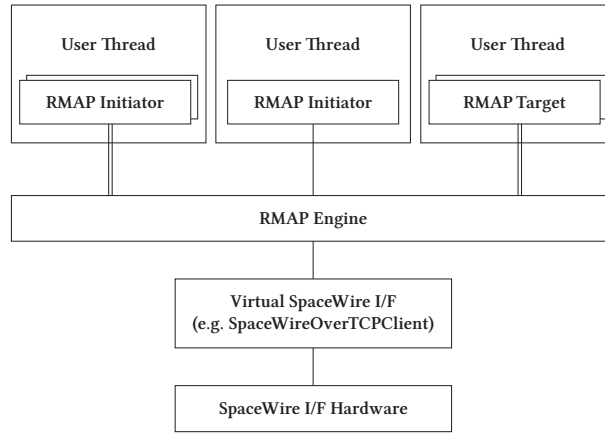 User Thread
User Thread
User Thread
RMAP Initiator
RMAP Initiator
RMAP Target
RMAP Engine
Virtual SpaceWire I/F
(e.g. SpaceWireOverTCPClient)
SpaceWire I/F Hardware